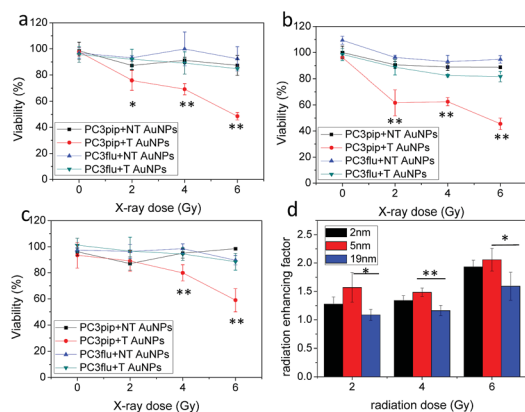 a
120
100
80
60
40
20
0
Viability (%)
*
**
**
PC3pip+NT AuNPs
PC3pip+T AuNPs
PC3flu+NT AuNPs
PC3flu+T AuNPs
0 2 4 6
X-ray dose (Gy)
b
120
100
80
60
40
20
0
Viability (%)
**
**
**
PC3pip+NT AuNPs
PC3pip+T AuNPs
PC3flu+NT AuNPs
PC3flu+T AuNPs
0 2 4 6
X-ray dose (Gy)
c
120
100
80
60
40
20
0
Viability (%)
**
**
PC3pip+NT AuNPs
PC3pip+T AuNPs
PC3flu+NT AuNPs
PC3flu+T AuNPs
0 2 4 6
X-ray dose (Gy)
d
2nm
5nm
19nm
2.5
2.0
1.5
1.0
0.5
0.0
radiation enhancing factor
*
**
*
2 4 6
radiation dose (Gy)